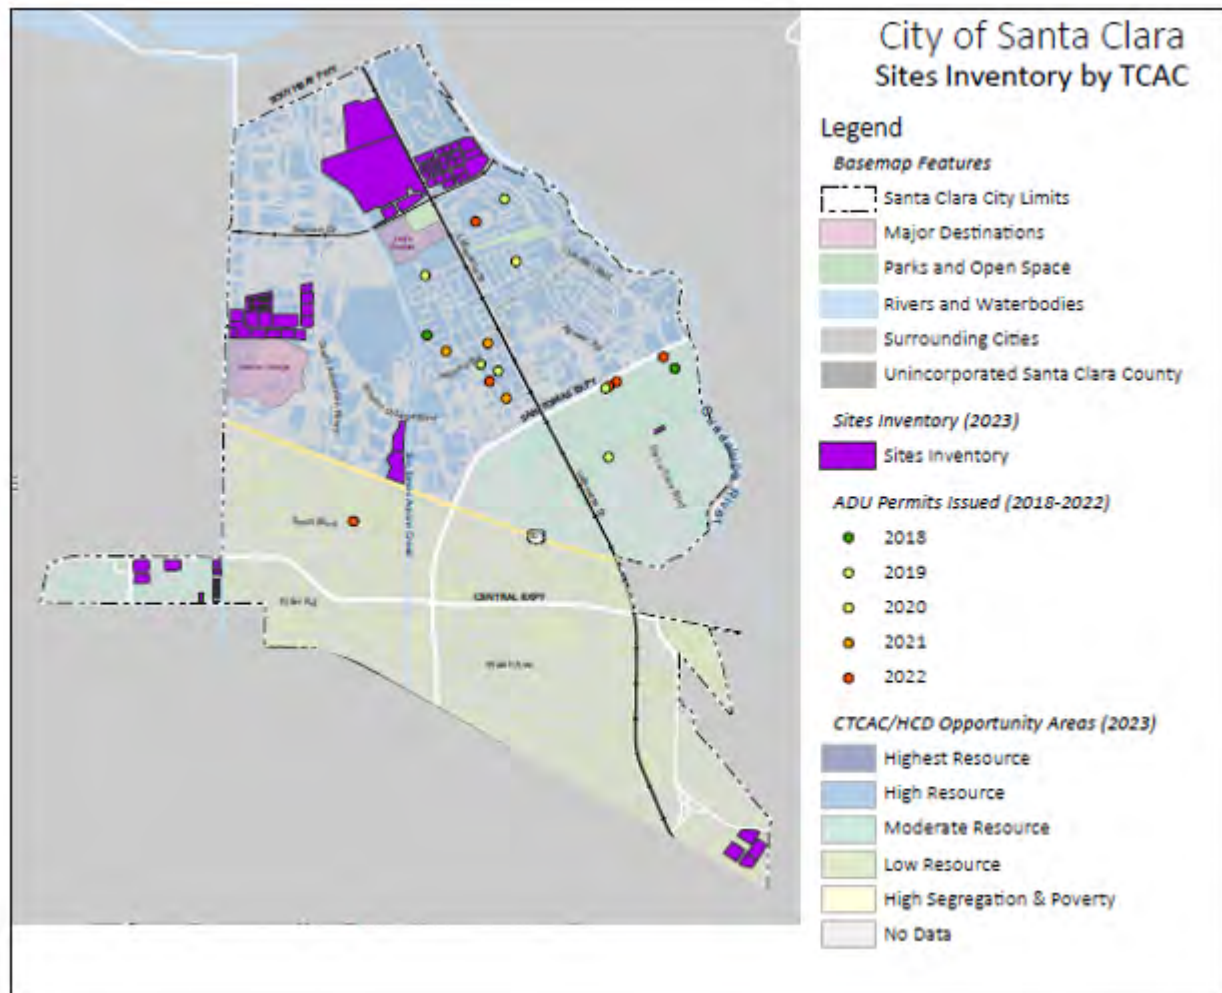 City of Santa Clara
Sites Inventory by TCAC
Legend
Basemap Features
Santa Clara City Limits
Major Destinations
Parks and Open Space
Rivers and Waterbodies
Surrounding Cities
Unincorporated Santa Clara County
Sites Inventory (2023)
Sites Inventory
ADU Permits Issued (2018-2022)
2018
2019
2020
2021
2022
CTCAC/HCD Opportunity Areas (2023)
Highest Resource
High Resource
Moderate Resource
Low Resource
High Segregation & Poverty
No Data
CENTRAL EXPY
Guadalupe River